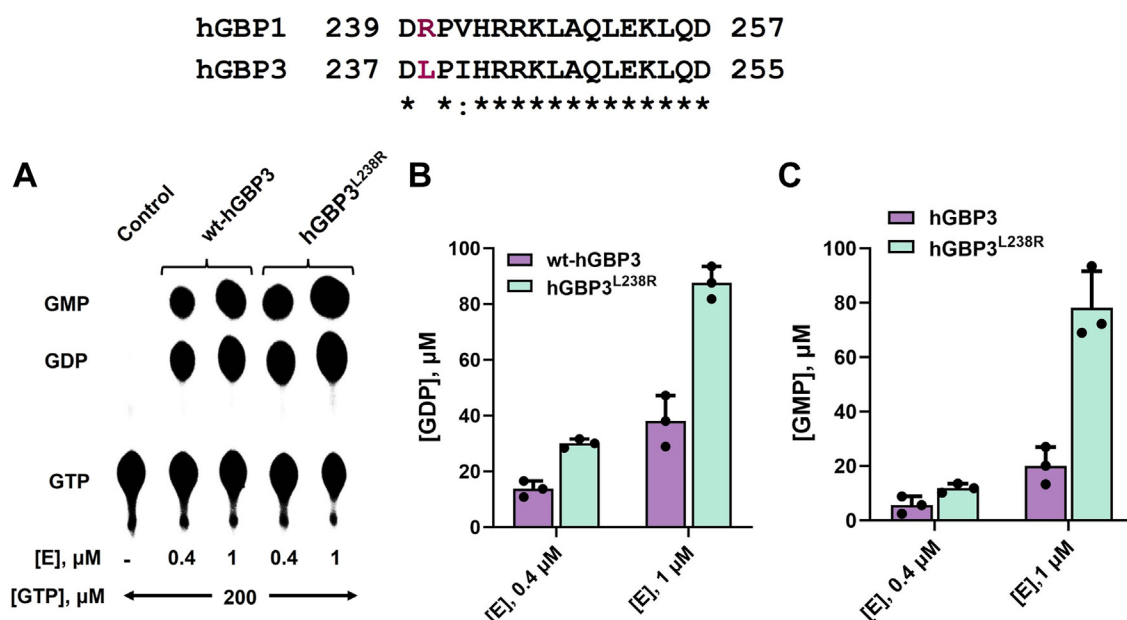 hGBP1 239 DRPVHRRKLAQLEKLQD 257
hGBP3 237 DLPIHRRKLAQLEKLQD 255
* *:*************
A
Control
wt-hGBP3
hGBP3L238R
GMP
GDP
GTP
[E], µM - 0.4 1 0.4 1
[GTP], µM 200
B
wt-hGBP3
hGBP3L238R
[GDP], µM
100
80
60
40
20
0
[E], 0.4 µM
[E], 1 µM
C
hGBP3
hGBP3L238R
[GMP], µM
100
80
60
40
20
0
[E], 0.4 µM
[E], 1 µM